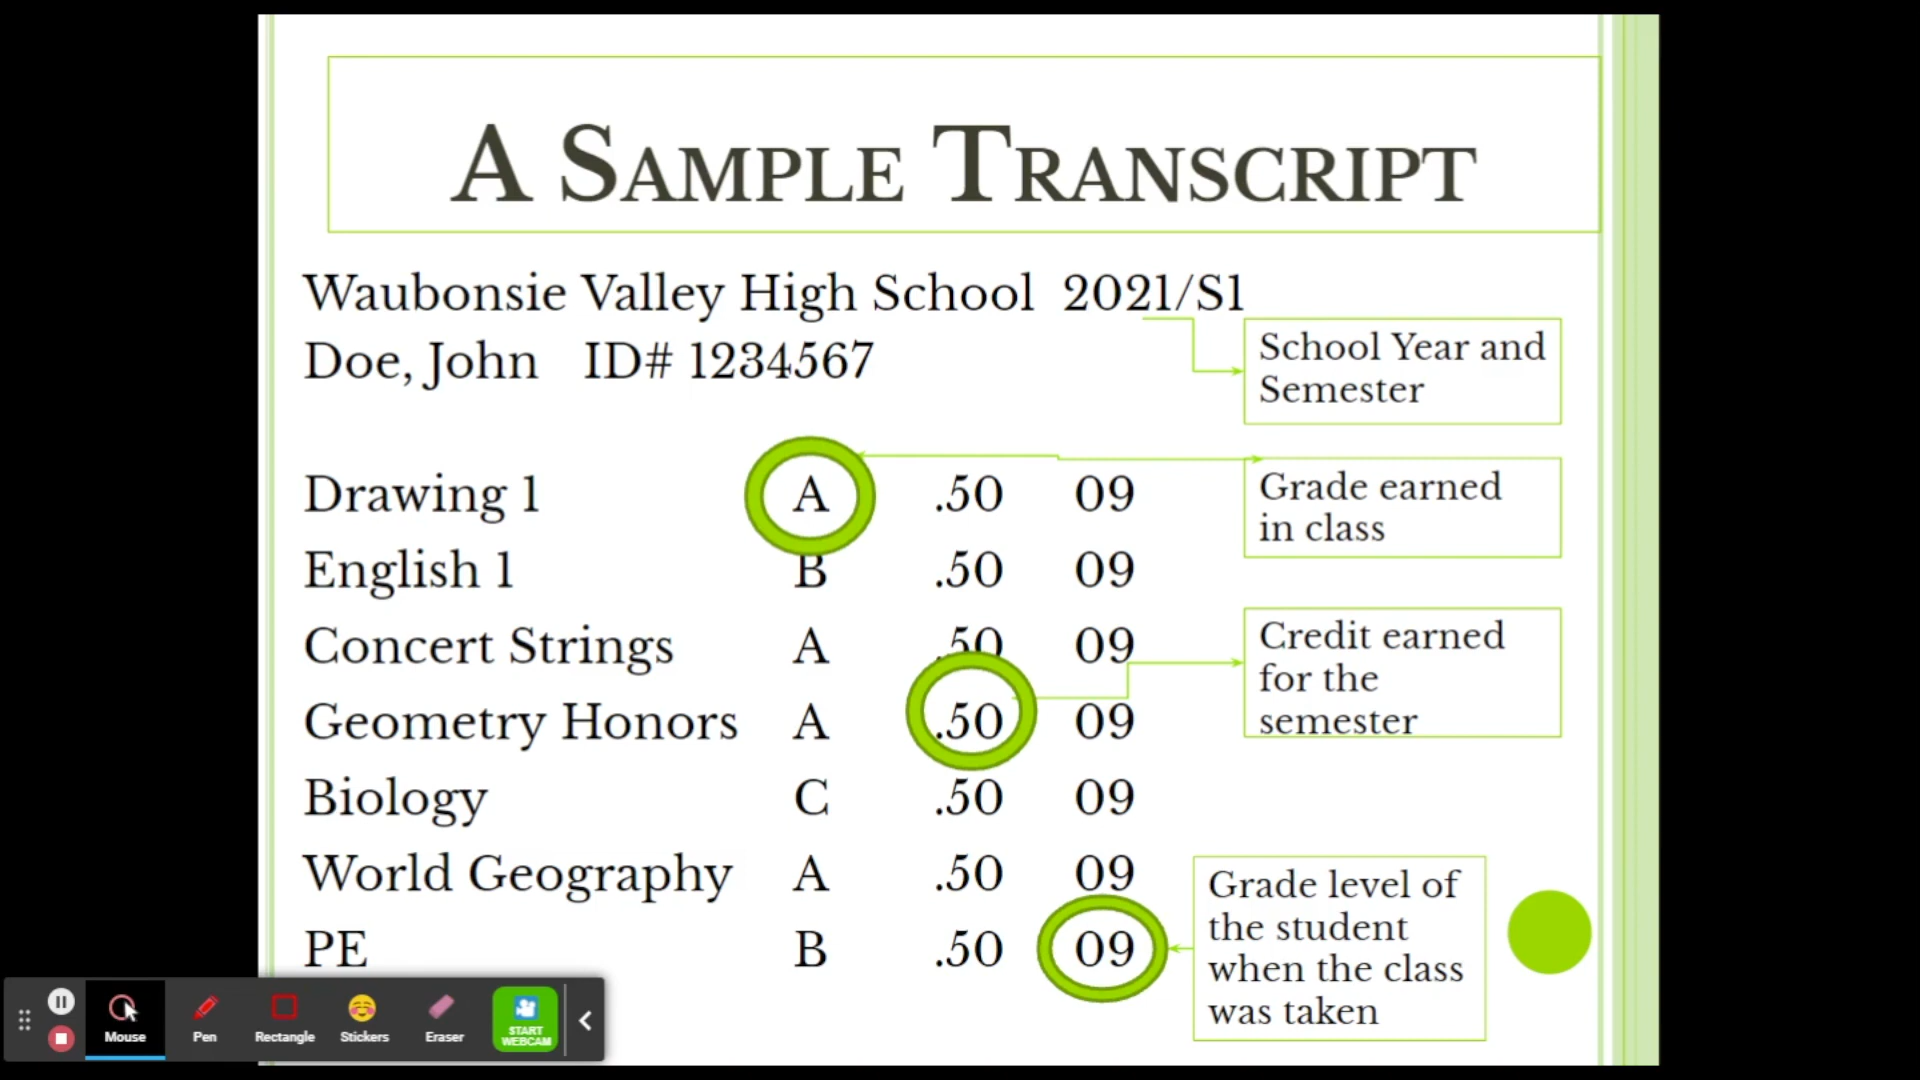 A Sample Transcript
Waubonsie Valley High School 2021/S1
Doe, John ID# 1234567
School Year and
Semester
Drawing 1 A .50 09
Grade earned
in class
English 1 B .50 09
Concert Strings A .50 09
Credit earned
for the
semester
Geometry Honors A .50 09
Biology C .50 09
World Geography A .50 09
Grade level of
the student
when the class
was taken
PE B .50 09
Mouse
Pen
Rectangle
Stickers
Eraser
START
WEBCAM